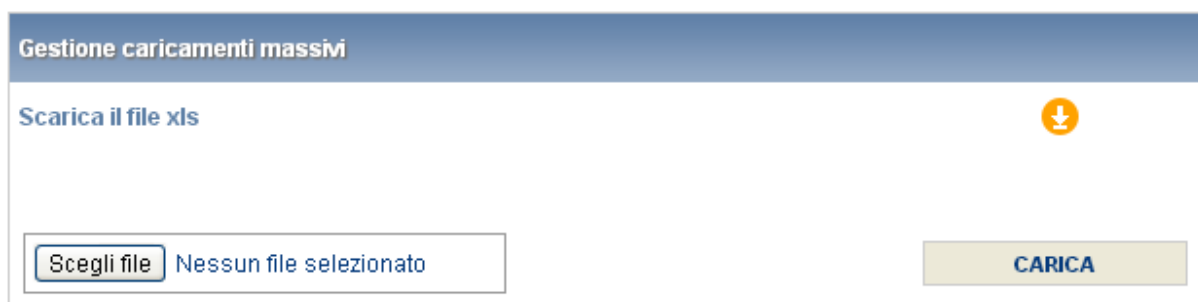 Gestione caricamenti massivi
Scarica il file xls
Scegli file Nessun file selezionato
CARICA